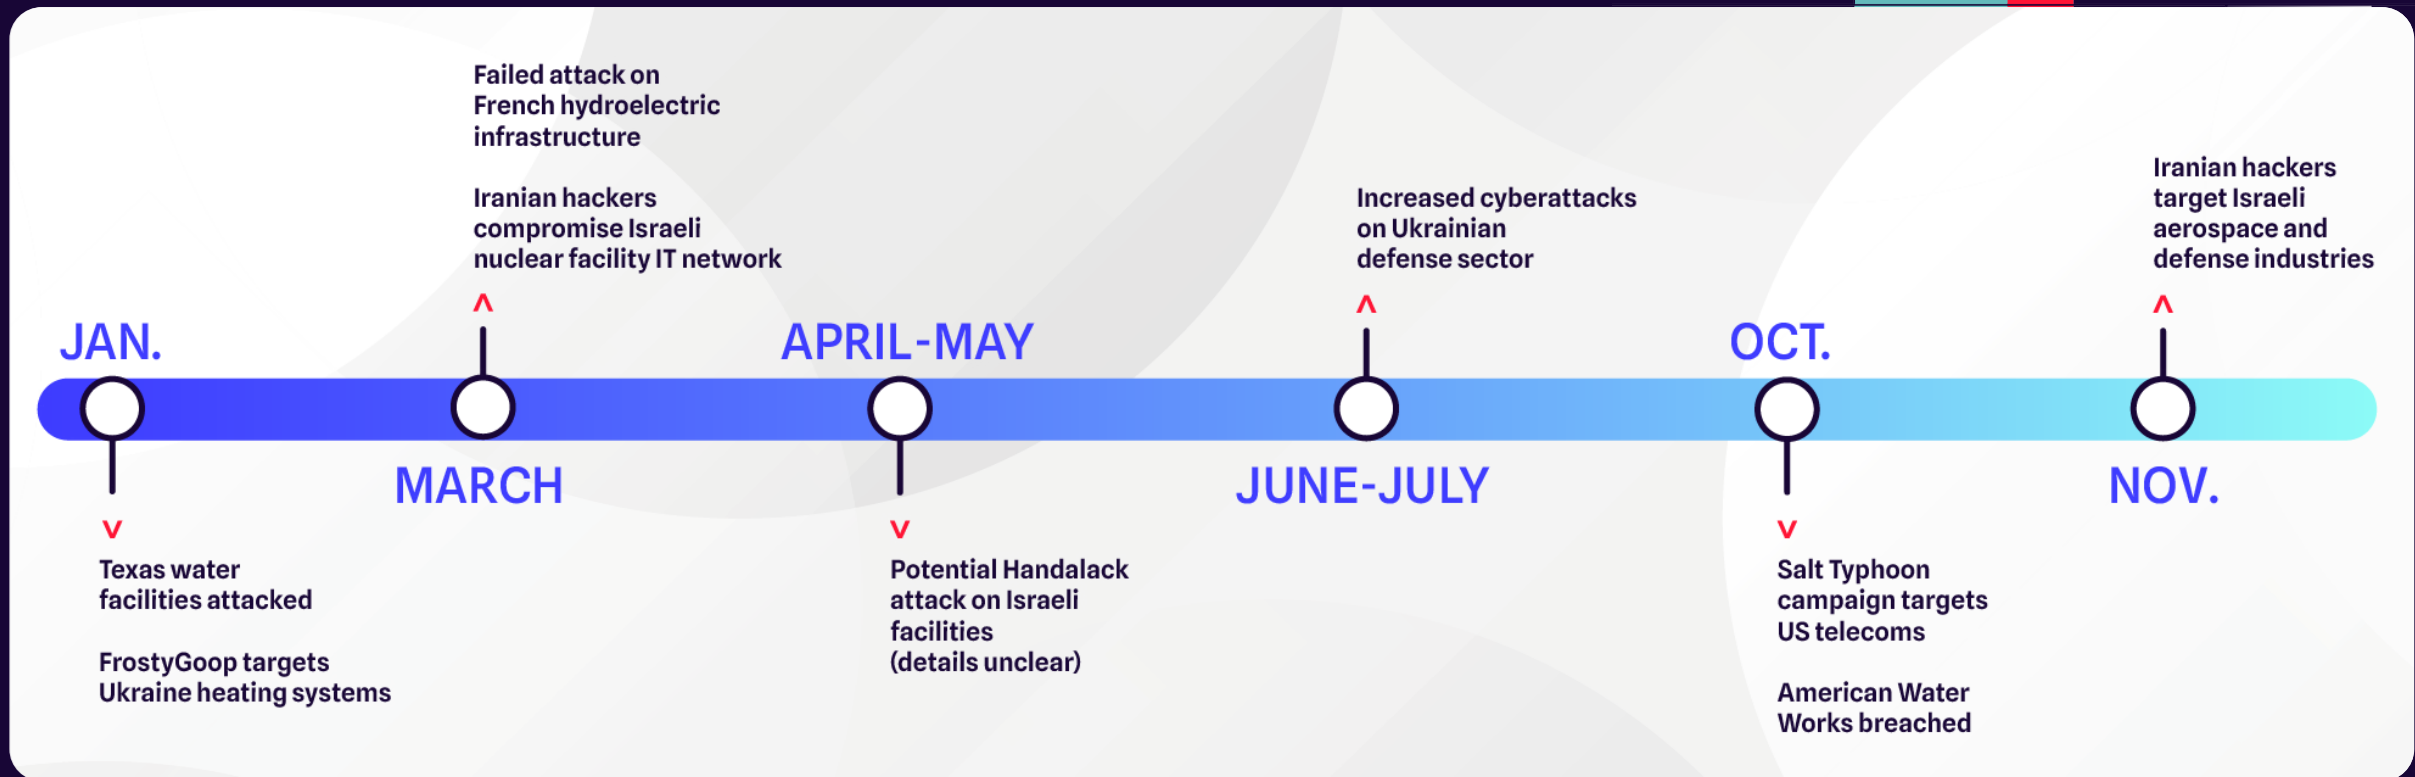 JAN.
Texas water
facilities attacked
FrostyGoop targets
Ukraine heating systems
Failed attack on
French hydroelectric
infrastructure
Iranian hackers
compromise Israeli
nuclear facility IT network
MARCH
APRIL-MAY
Potential Handalack
attack on Israeli
facilities
(details unclear)
Increased cyberattacks
on Ukrainian
defense sector
JUNE-JULY
OCT.
Salt Typhoon
campaign targets
US telecoms
American Water
Works breached
Iranian hackers
target Israeli
aerospace and
defense industries
NOV.